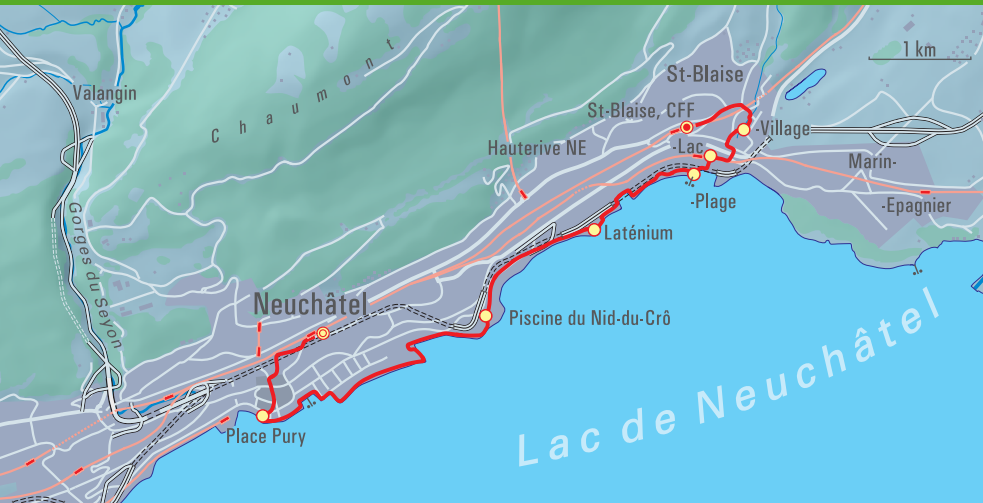 1 km
St-Blaise
Valangin
Chaumont
St-Blaise, CFF
-Village
Hauterive NE
-Lac
Marin-
-Epagnier
-Plage
Gorges du Seyon
Laténium
Neuchâtel
Piscine du Nid-du-Crô
Lac de Neuchâtel
Place Pury